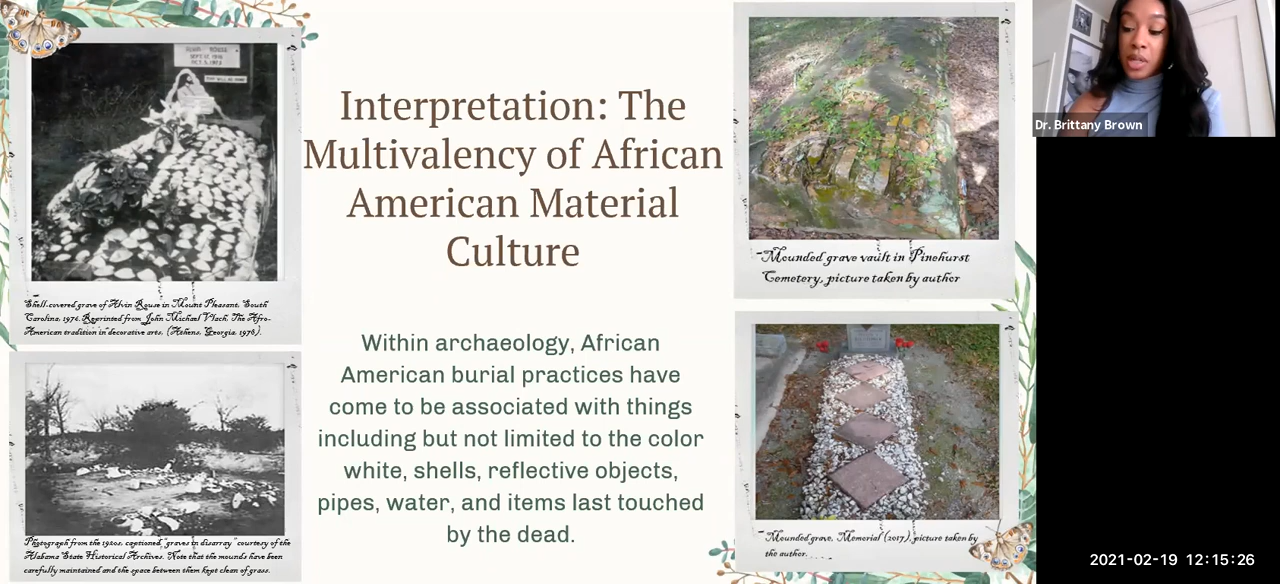 Interpretation: The
Multivalency of African
American Material
Culture
Within archaeology, African
American burial practices have
come to be associated with things
including but not limited to the color
white, shells, reflective objects,
pipes, water, and items last touched
by the dead.
Shell-covered grave of Alvin Rouse in Mount Pleasant, South
Carolina, 1976. Reprinted from John Michael Vlach, The Afro-
American tradition in decorative arts, (Athens, Georgia, 1978).
Photograph from the 1920s, captioned, "graves in disarray" courtesy of the
Alabama State Historical Archives. Note that the mounds have been
carefully maintained and the space between them kept clean of grass.
Mounded grave vault in Pinehurst
Cemetery, picture taken by author
Mounded grave, Memorial (2017), picture taken by
the author.
Dr. Brittany Brown
2021-02-19 12:15:26